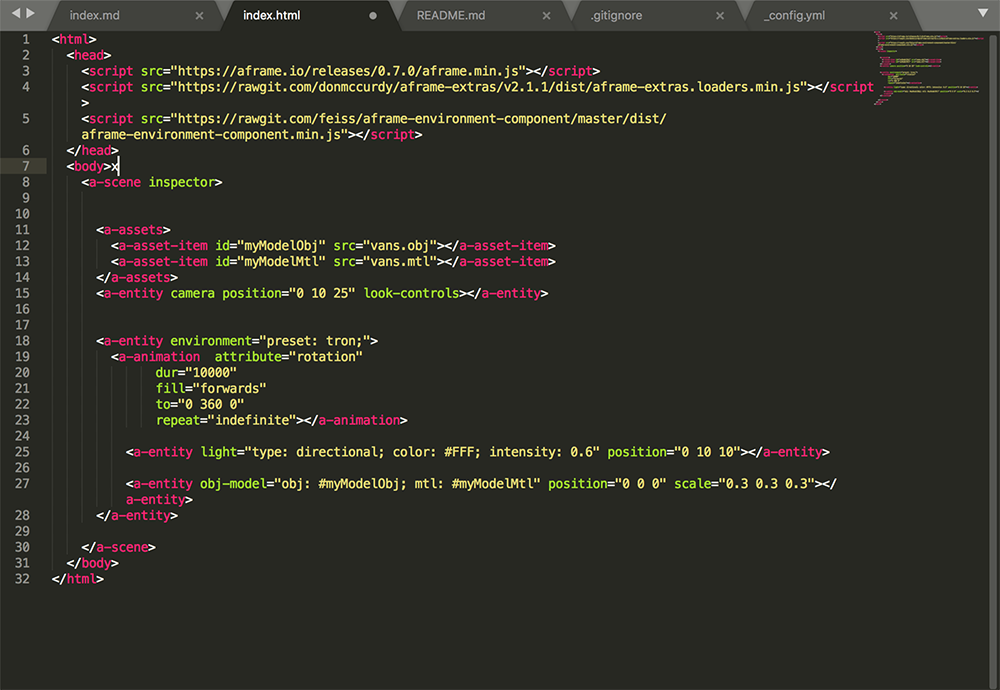 index.md
index.html
README.md
.gitignore
_config.yml
1 <html>
2 <head>
3 <script src="https://aframe.io/releases/0.7.0/aframe.min.js"></script>
4 <script src="https://rawgit.com/donmccurdy/aframe-extras/v2.1.1/dist/aframe-extras.loaders.min.js"></script
>
5 <script src="https://rawgit.com/feiss/aframe-environment-component/master/dist/
aframe-environment-component.min.js"></script>
6 </head>
7 <body>x
8 <a-scene inspector>
9
10
11 <a-assets>
12 <a-asset-item id="myModelObj" src="vans.obj"></a-asset-item>
13 <a-asset-item id="myModelMtl" src="vans.mtl"></a-asset-item>
14 </a-assets>
15 <a-entity camera position="0 10 25" look-controls></a-entity>
16
17
18 <a-entity environment="preset: tron;">
19 <a-animation  attribute="rotation"
20 dur="10000"
21 fill="forwards"
22 to="0 360 0"
23 repeat="indefinite"></a-animation>
24
25 <a-entity light="type: directional; color: #FFF; intensity: 0.6" position="0 10 10"></a-entity>
26
27 <a-entity obj-model="obj: #myModelObj; mtl: #myModelMtl" position="0 0 0" scale="0.3 0.3 0.3"></
a-entity>
28 </a-entity>
29
30 </a-scene>
31 </body>
32 </html>